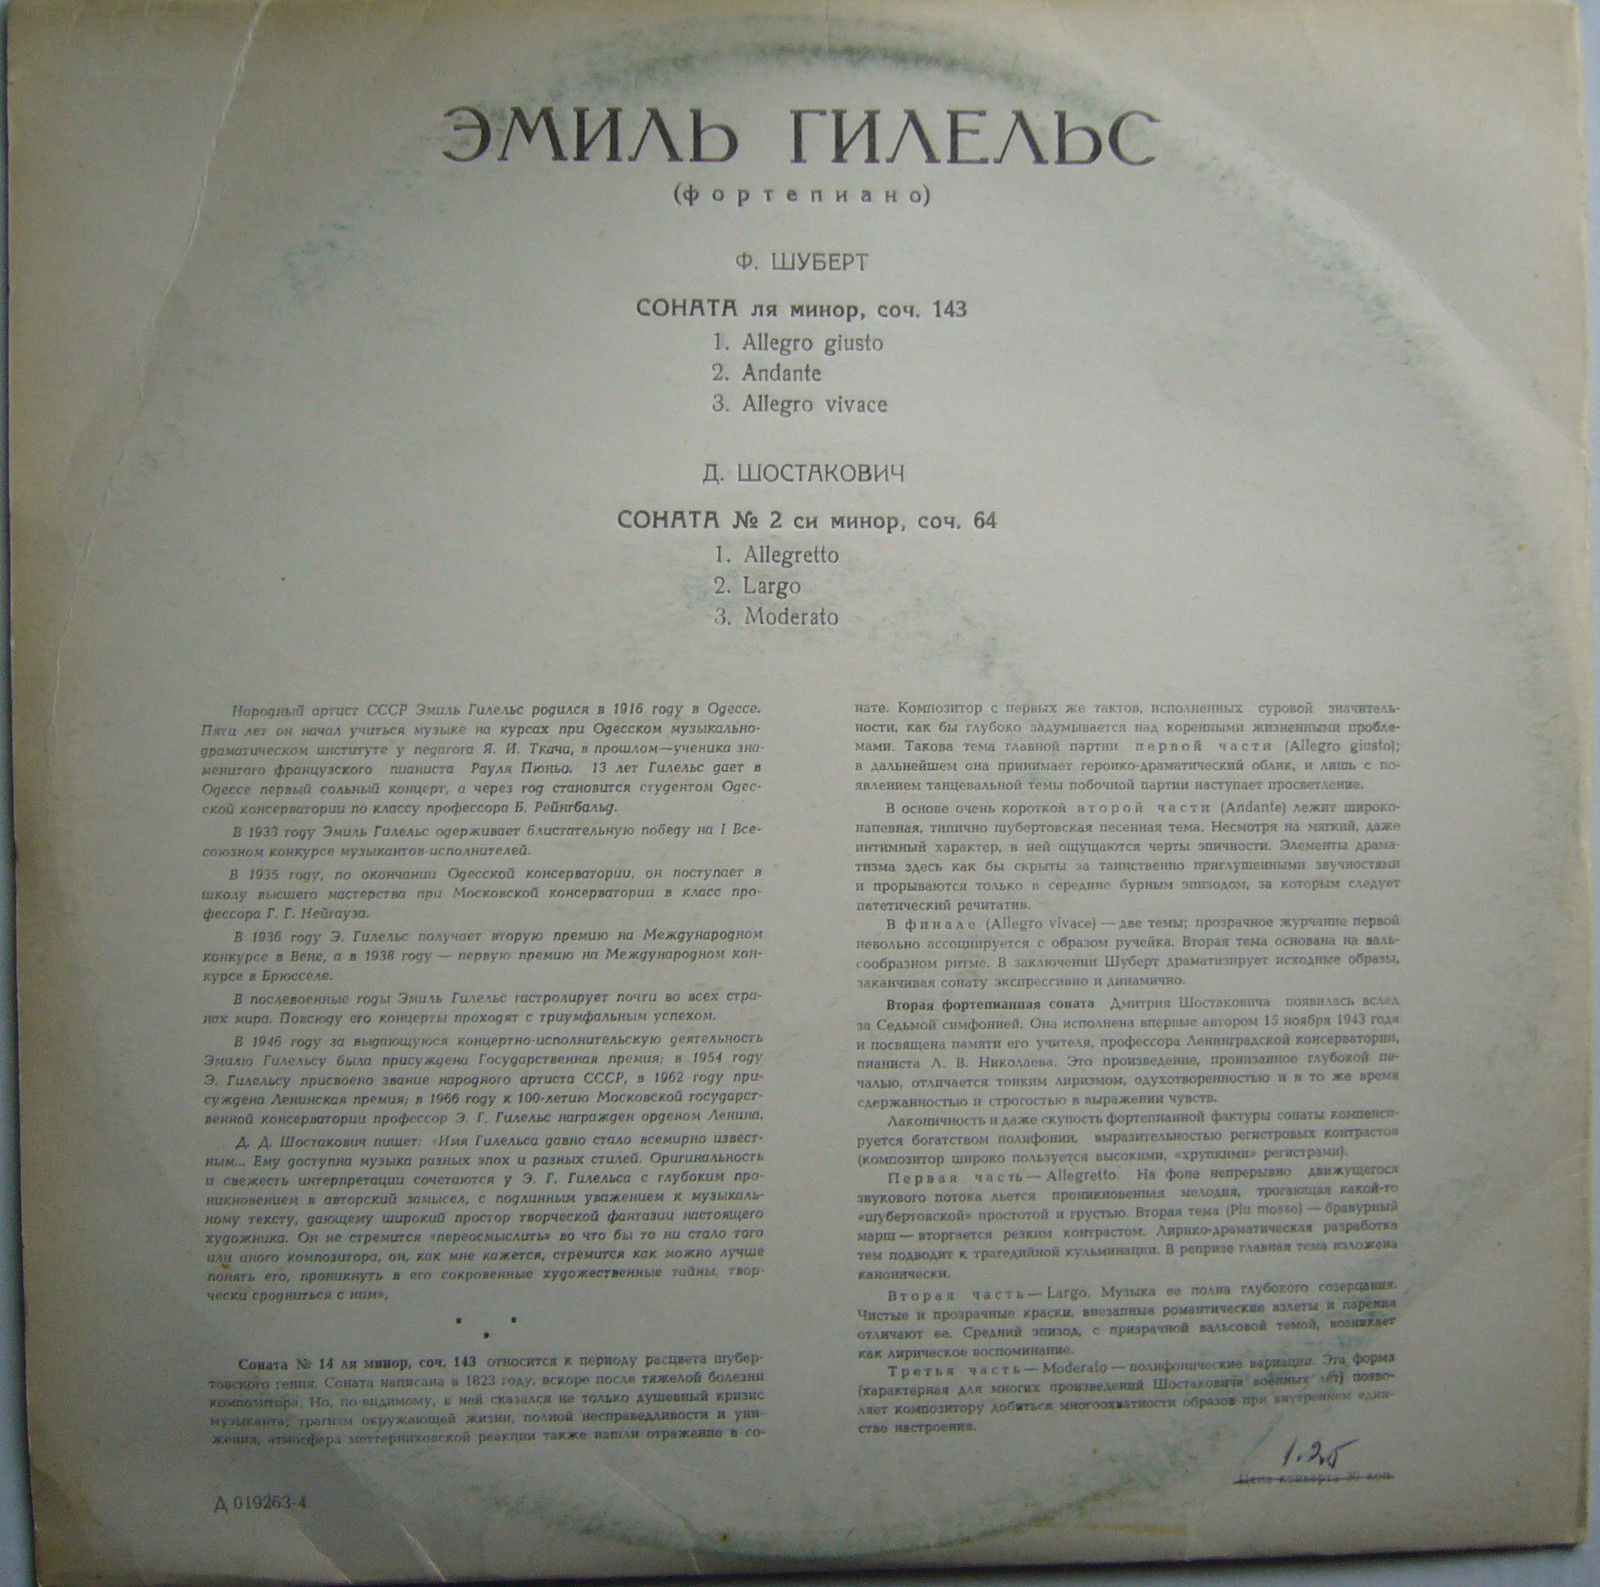 ЭМИЛЬ ГИЛЕЛЬС
(фортепиано)
Ф. ШУБЕРТ
СОНАТА ля минор, соч. 143
1. Allegro giusto
2. Andante
3. Allegro vivace
Д. ШОСТАКОВИЧ
СОНАТА № 2 си минор, соч. 64
1. Allegretto
2. Largo
3. Moderato
Народный артист СССР Эмиль Гилельс родился в 1916 году в Одессе.
Пяти лет он начал учиться музыке на курсах при Одесском музыкально-
драматическом институте у педагога Я. И. Ткача, в прошлом—ученика зна-
менитого французского пианиста Рауля Пюньо. 13 лет Гилельс дает в
Одессе первый сольный концерт, а через год становится студентом Одес-
ской консерватории по классу профессора Б. Рейнгбальд.
В 1933 году Эмиль Гилельс одерживает блистательную победу на I Все-
союзном конкурсе музыкантов-исполнителей.
В 1935 году, по окончании Одесской консерватории, он поступает в
школу высшего мастерства при Московской консерватории в класс про-
фессора Г. Г. Нейгауза.
В 1936 году Э. Гилельс получает вторую премию на Международном
конкурсе в Вене, а в 1938 году — первую премию на Международном кон-
курсе в Брюсселе.
В послевоенные годы Эмиль Гилельс гастролирует почти во всех стра-
нах мира. Повсюду его концерты проходят с триумфальным успехом.
В 1946 году за выдающуюся концертно-исполнительскую деятельность
Эмилю Гилельсу была присуждена Государственная премия; в 1954 году
Э. Гилельсу присвоено звание народного артиста СССР, в 1962 году при-
суждена Ленинская премия; в 1966 году к 100-летию Московской государст-
венной консерватории профессор Э. Г. Гилельс награжден орденом Ленина.
Д. Д. Шостакович пишет: «Имя Гилельса давно стало всемирно извест-
ным... Ему доступна музыка разных эпох и разных стилей. Оригинальность
и свежесть интерпретации сочетаются у Э. Г. Гилельса с глубоким про-
никновением в авторский замысел, с подлинным уважением к музыкаль-
ному тексту, дающему широкий простор творческой фантазии настоящего
художника. Он не стремится «переосмыслить» во что бы то ни стало того
или иного композитора, он, как мне кажется, стремится как можно лучше
понять его, проникнуть в его сокровенные художественные тайны, твор-
чески сродниться с ним».
Соната № 14 ля минор, соч. 143 относится к периоду расцвета шубер-
товского гения. Соната написана в 1823 году, вскоре после тяжелой болезни
композитора. Но, по-видимому, в ней сказался не только душевный кризис
музыканта; трагизм окружающей жизни, полной несправедливости и уни-
жения, атмосфера меттерниховской реакции также нашли отражение в со-
нате. Композитор с первых же тактов, исполненных суровой значитель-
ности, как бы глубоко задумывается над коренными жизненными пробле-
мами. Такова тема главной партии первой части (Allegro giusto);
в дальнейшем она принимает героико-драматический облик, и лишь с по-
явлением танцевальной темы побочной партии наступает просветление.
В основе очень короткой второй части (Andante) лежит широко-
напевная, типично шубертовская песенная тема. Несмотря на мягкий, даже
интимный характер, в ней ощущаются черты эпичности. Элементы драма-
тизма здесь как бы скрыты за таинственно приглушенными звучностями
и прорываются только в середине бурным эпизодом, за которым следует
патетический речитатив.
В финале (Allegro vivace) — две темы; прозрачное журчание первой
невольно ассоциируется с образом ручейка. Вторая тема основана на валь-
сообразном ритме. В заключении Шуберт драматизирует исходные образы,
заканчивая сонату экспрессивно и динамично.
Вторая фортепианная соната Дмитрия Шостаковича появилась вслед
за Седьмой симфонией. Она исполнена впервые автором 15 ноября 1943 года
и посвящена памяти его учителя, профессора Ленинградской консерватории,
пианиста Л. В. Николаева. Это произведение, пронизанное глубокой пе-
чалью, отличается тонким лиризмом, одухотворенностью и в то же время
сдержанностью и строгостью в выражении чувств.
Лаконичность и даже скупость фортепианной фактуры сонаты компенси-
руется богатством полифонии, выразительностью регистровых контрастов
(композитор широко пользуется высокими, «хрупкими» регистрами).
Первая часть — Allegretto. На фоне непрерывно движущегося
звукового потока льется проникновенная мелодия, трогающая какой-то
«шубертовской» простотой и грустью. Вторая тема (Piu mosso) — бравурный
марш — вторгается резким контрастом. Лирико-драматическая разработка
тем подводит к трагедийной кульминации. В репризе главная тема изложена
канонически.
Вторая часть — Largo. Музыка ее полна глубокого созерцания.
Чистые и прозрачные краски, внезапные романтические взлеты и парения
отличают ее. Средний эпизод, с призрачной вальсовой темой, возникает
как лирическое воспоминание.
Третья часть — Moderato — полифонические вариации. Эта форма
(характерная для многих произведений Шостаковича военных лет) позво-
ляет композитору добиться многоохватности образов при внутреннем един-
стве настроения.
1.25
Цена конверта 20 коп.
Д 019263-4